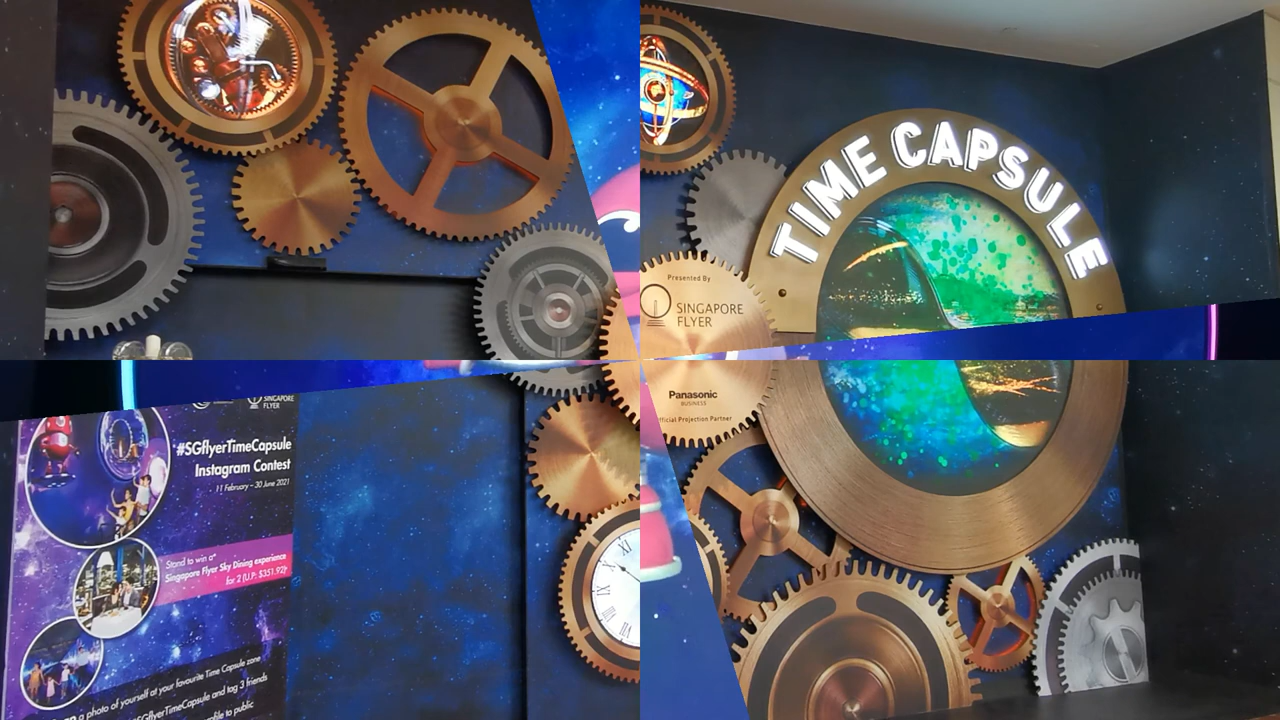 TIME CAPSULE
Presented By
SINGAPORE
FLYER
Panasonic
BUSINESS
Official Projection Partner
SINGAPORE
FLYER
#SGflyerTimeCapsule
Instagram Contest
11 February – 30 June 2021
Stand to win a*
Singapore Flyer Sky Dining experience
for 2 (U.P: $351.92)*
a photo of yourself at your favourite Time Capsule zone
#SGflyerTimeCapsule and tag 3 friends
profile to public
XI